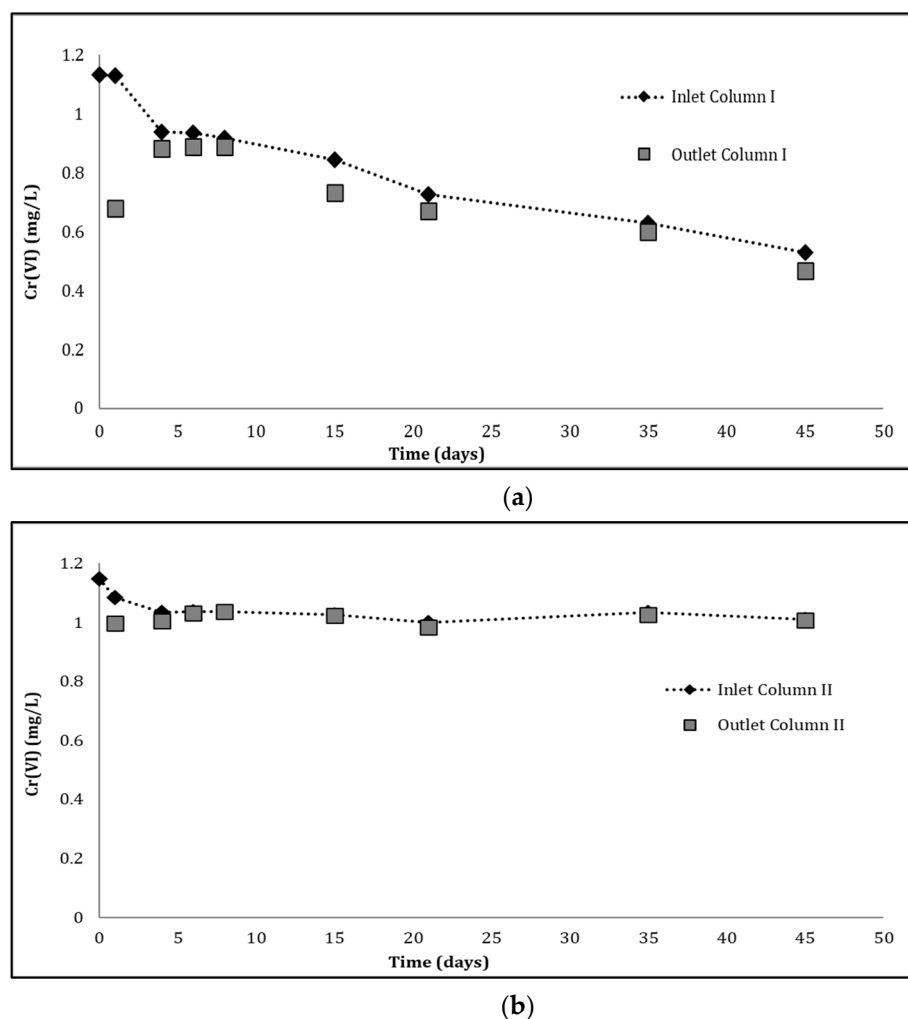 1.2
1
0.8
0.6
0.4
0.2
0
Cr(VI) (mg/L)
Inlet Column I
Outlet Column I
0 5 10 15 20 25 30 35 40 45 50
Time (days)
(a)
1.2
1
0.8
0.6
0.4
0.2
0
Cr(VI) (mg/L)
Inlet Column II
Outlet Column II
0 5 10 15 20 25 30 35 40 45 50
Time (days)
(b)